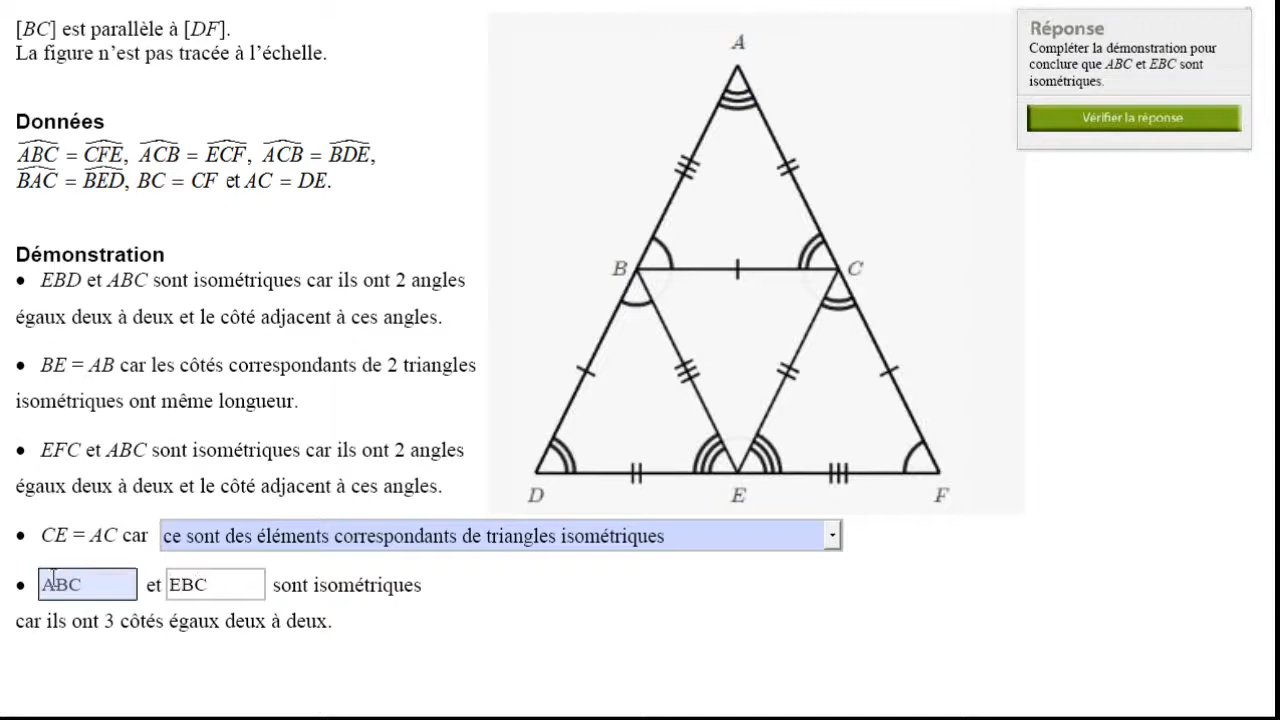 [BC] est parallèle à [DF].
La figure n’est pas tracée à l’échelle.
Données
ABC = CFE, ACB = ECF, ACB = BDE,
BAC = BED, BC = CF et AC = DE.
Démonstration
• EBD et ABC sont isométriques car ils ont 2 angles
égaux deux à deux et le côté adjacent à ces angles.
• BE = AB car les côtés correspondants de 2 triangles
isométriques ont même longueur.
• EFC et ABC sont isométriques car ils ont 2 angles
égaux deux à deux et le côté adjacent à ces angles.
• CE = AC car ce sont des éléments correspondants de triangles isométriques
• ABC et EBC sont isométriques
car ils ont 3 côtés égaux deux à deux.
A
B
C
D
E
F
Réponse
Compléter la démonstration pour
conclure que ABC et EBC sont
isométriques.
Vérifier la réponse